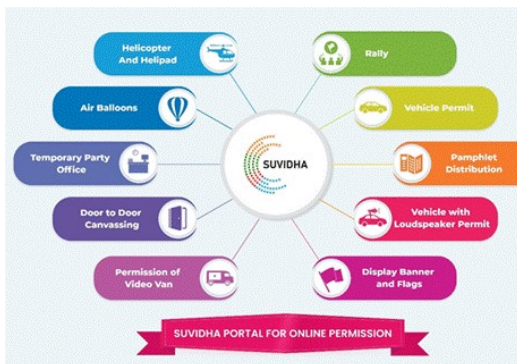 Helicopter
And Helipad
Air Balloons
Temporary Party
Office
Door to Door
Canvassing
Permission of
Video Van
SUVIDHA
Rally
Vehicle Permit
Pamphlet
Distribution
Vehicle with
Loudspeaker Permit
Display Banner
and Flags
SUVIDHA PORTAL FOR ONLINE PERMISSION